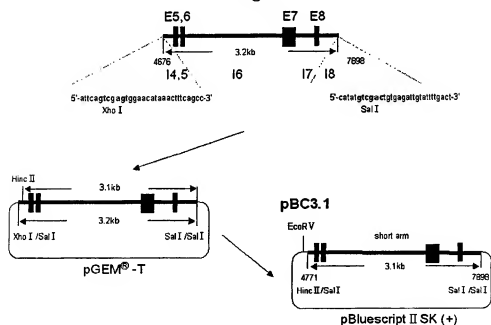 E5,6 E7 E8
3.2kb
4676 7898
I4,5 I6 I7 I8
5'-attcagtcgagtggaacataaactttcagcc-3'
Xho I
5'-catatgtcgactgtgagattgtattttgact-3'
Sal I
Hinc II
3.1kb
3.2kb
Xho I /Sal I Sal I /Sal I
pGEM® -T
pBC3.1
EcoRV
short arm
4771 3.1kb 7898
Hinc II/Sal I Sal I /Sal I
pBluescript II SK (+)